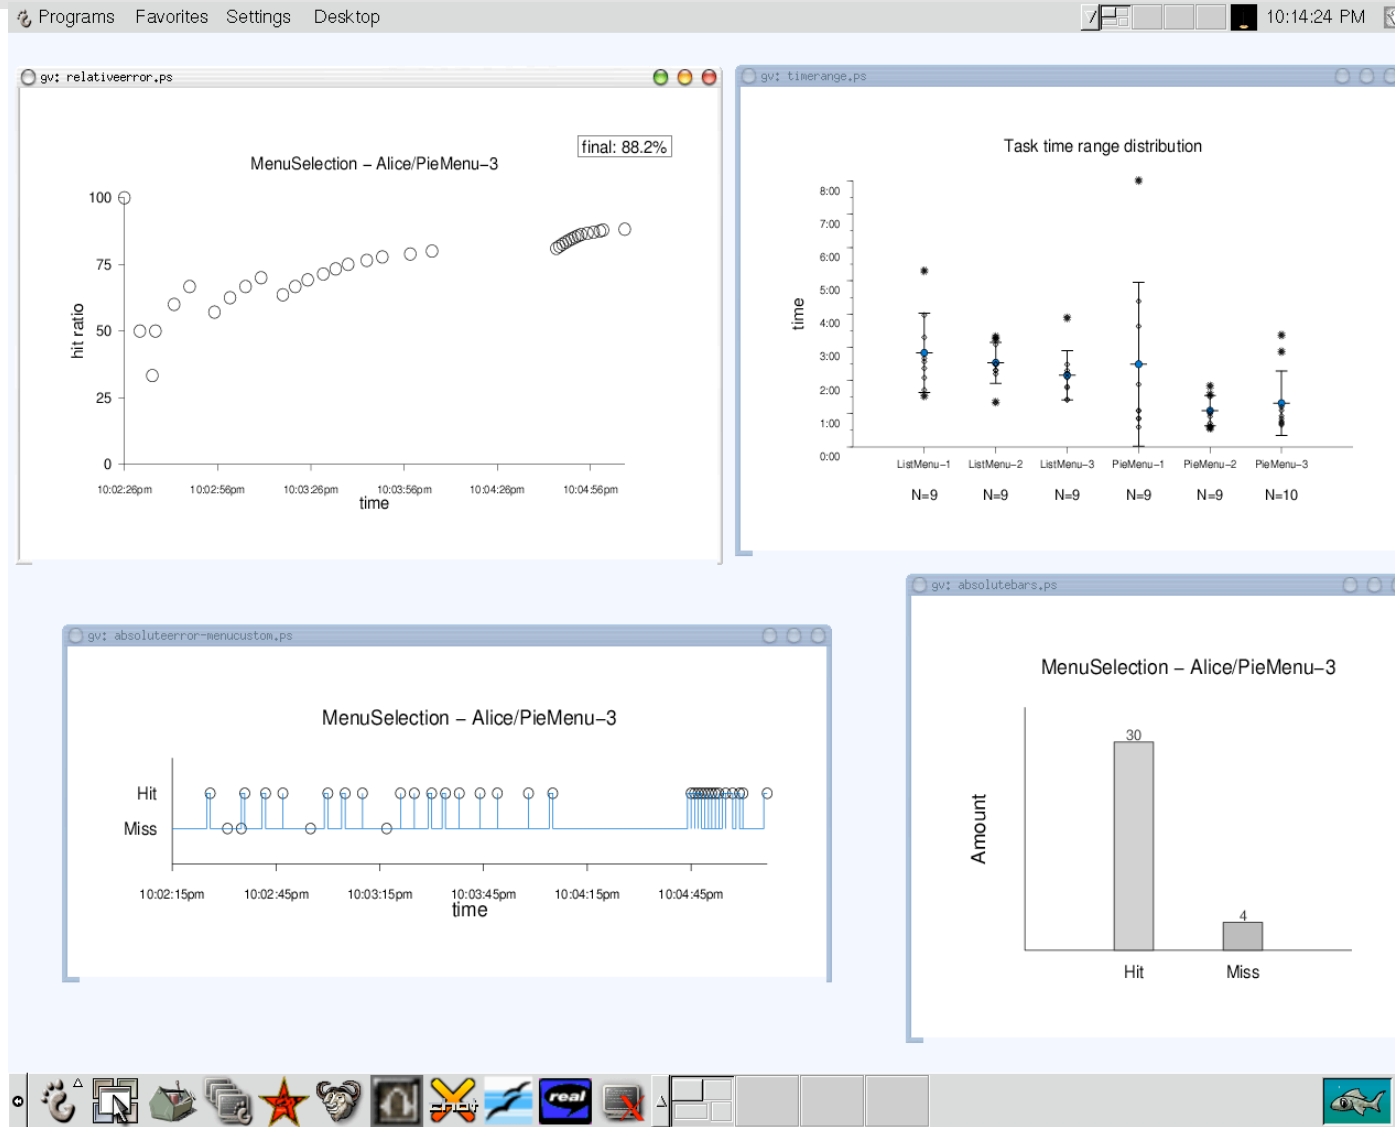 Programs Favorites Settings Desktop 10:14:24 PM
gv: relativeerror.ps
final: 88.2%
MenuSelection – Alice/PieMenu–3
100
75
50
25
0
hit ratio
10:02:26pm 10:02:56pm 10:03:26pm 10:03:56pm 10:04:26pm 10:04:56pm
time
gv: timerange.ps
Task time range distribution
8:00
7:00
6:00
5:00
4:00
3:00
2:00
1:00
0:00
time
ListMenu–1 ListMenu–2 ListMenu–3 PieMenu–1 PieMenu–2 PieMenu–3
N=9 N=9 N=9 N=9 N=9 N=10
gv: absoluteerror-menucustom.ps
MenuSelection – Alice/PieMenu–3
Hit
Miss
10:02:15pm 10:02:45pm 10:03:15pm 10:03:45pm 10:04:15pm 10:04:45pm
time
gv: absolutebars.ps
MenuSelection – Alice/PieMenu–3
30
4
Amount
Hit Miss
real